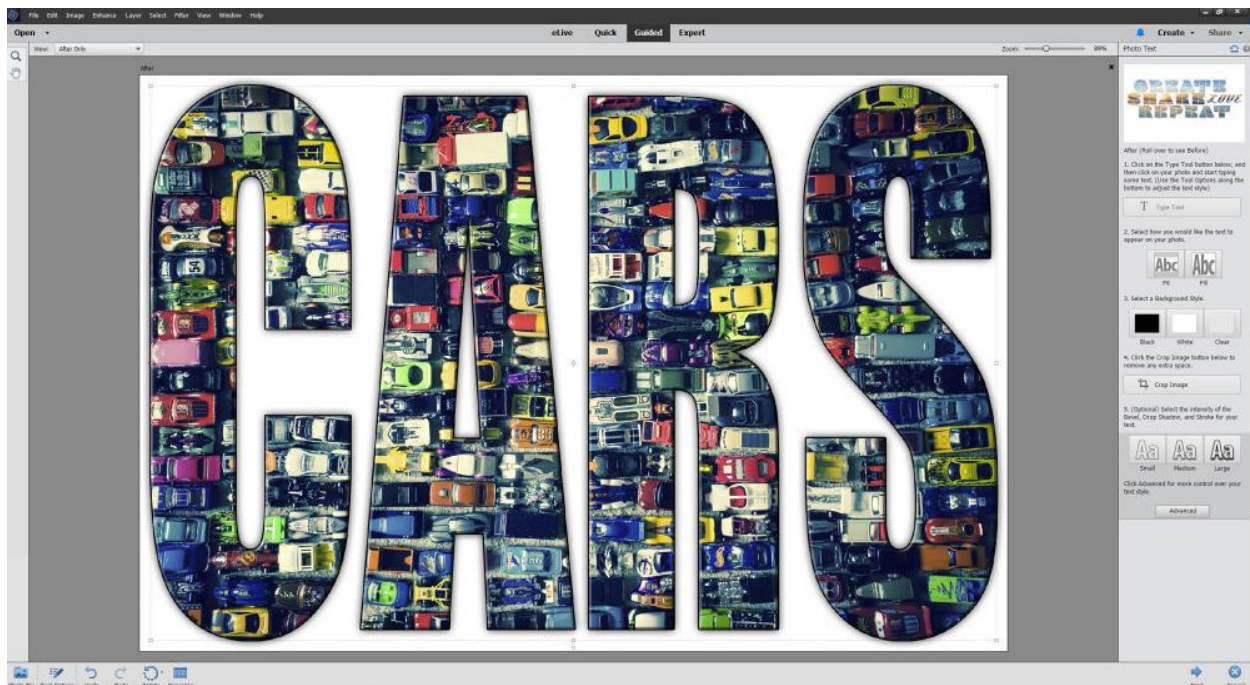 File Edit Image Enhance Layer Select Filter View Window Help
Open eLive Quick Guided Expert Create Share
View: After Only Zoom: 89% Photo Text
After
CARS
CREATE
SHARE LOVE
REPEAT
After (Roll over to see Before)
1. Click on the Type Tool button below, and
then click on your photo and start typing
some text. (Use the Tool Options along the
bottom to adjust the text style)
T Type Tool
2. Select how you would like the text to
appear on your photo.
Abc Abc
Fit Fill
3. Select a Background Style.
Black White Clear
4. Click the Crop Image button below to
remove any extra space.
Crop Image
5. (Optional) Select the intensity of the
Bevel, Drop Shadow, and Stroke for your
text.
Aa Aa Aa
Small Medium Large
Click Advanced for more control over your
text style.
Advanced